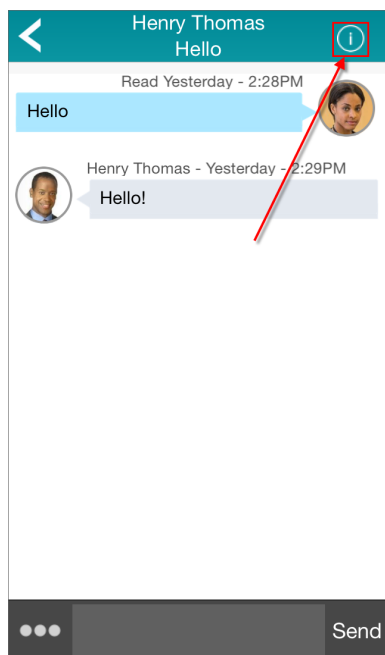 Henry Thomas
Hello
Read Yesterday - 2:28PM
Hello
Henry Thomas - Yesterday - 2:29PM
Hello!
Send